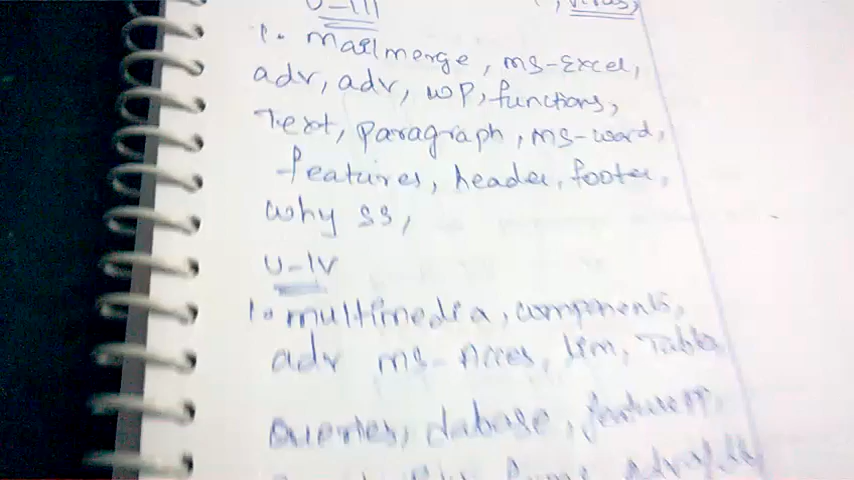 U-III
, virus,
1. mailmerge, ms-Excel,
adv, adv, WP, functions,
Text, paragraph, ms-word,
features, header, footer,
why ss,
U-IV
1. multimedia, components,
adv ms- lim, Tables
Queries, dabase, features,